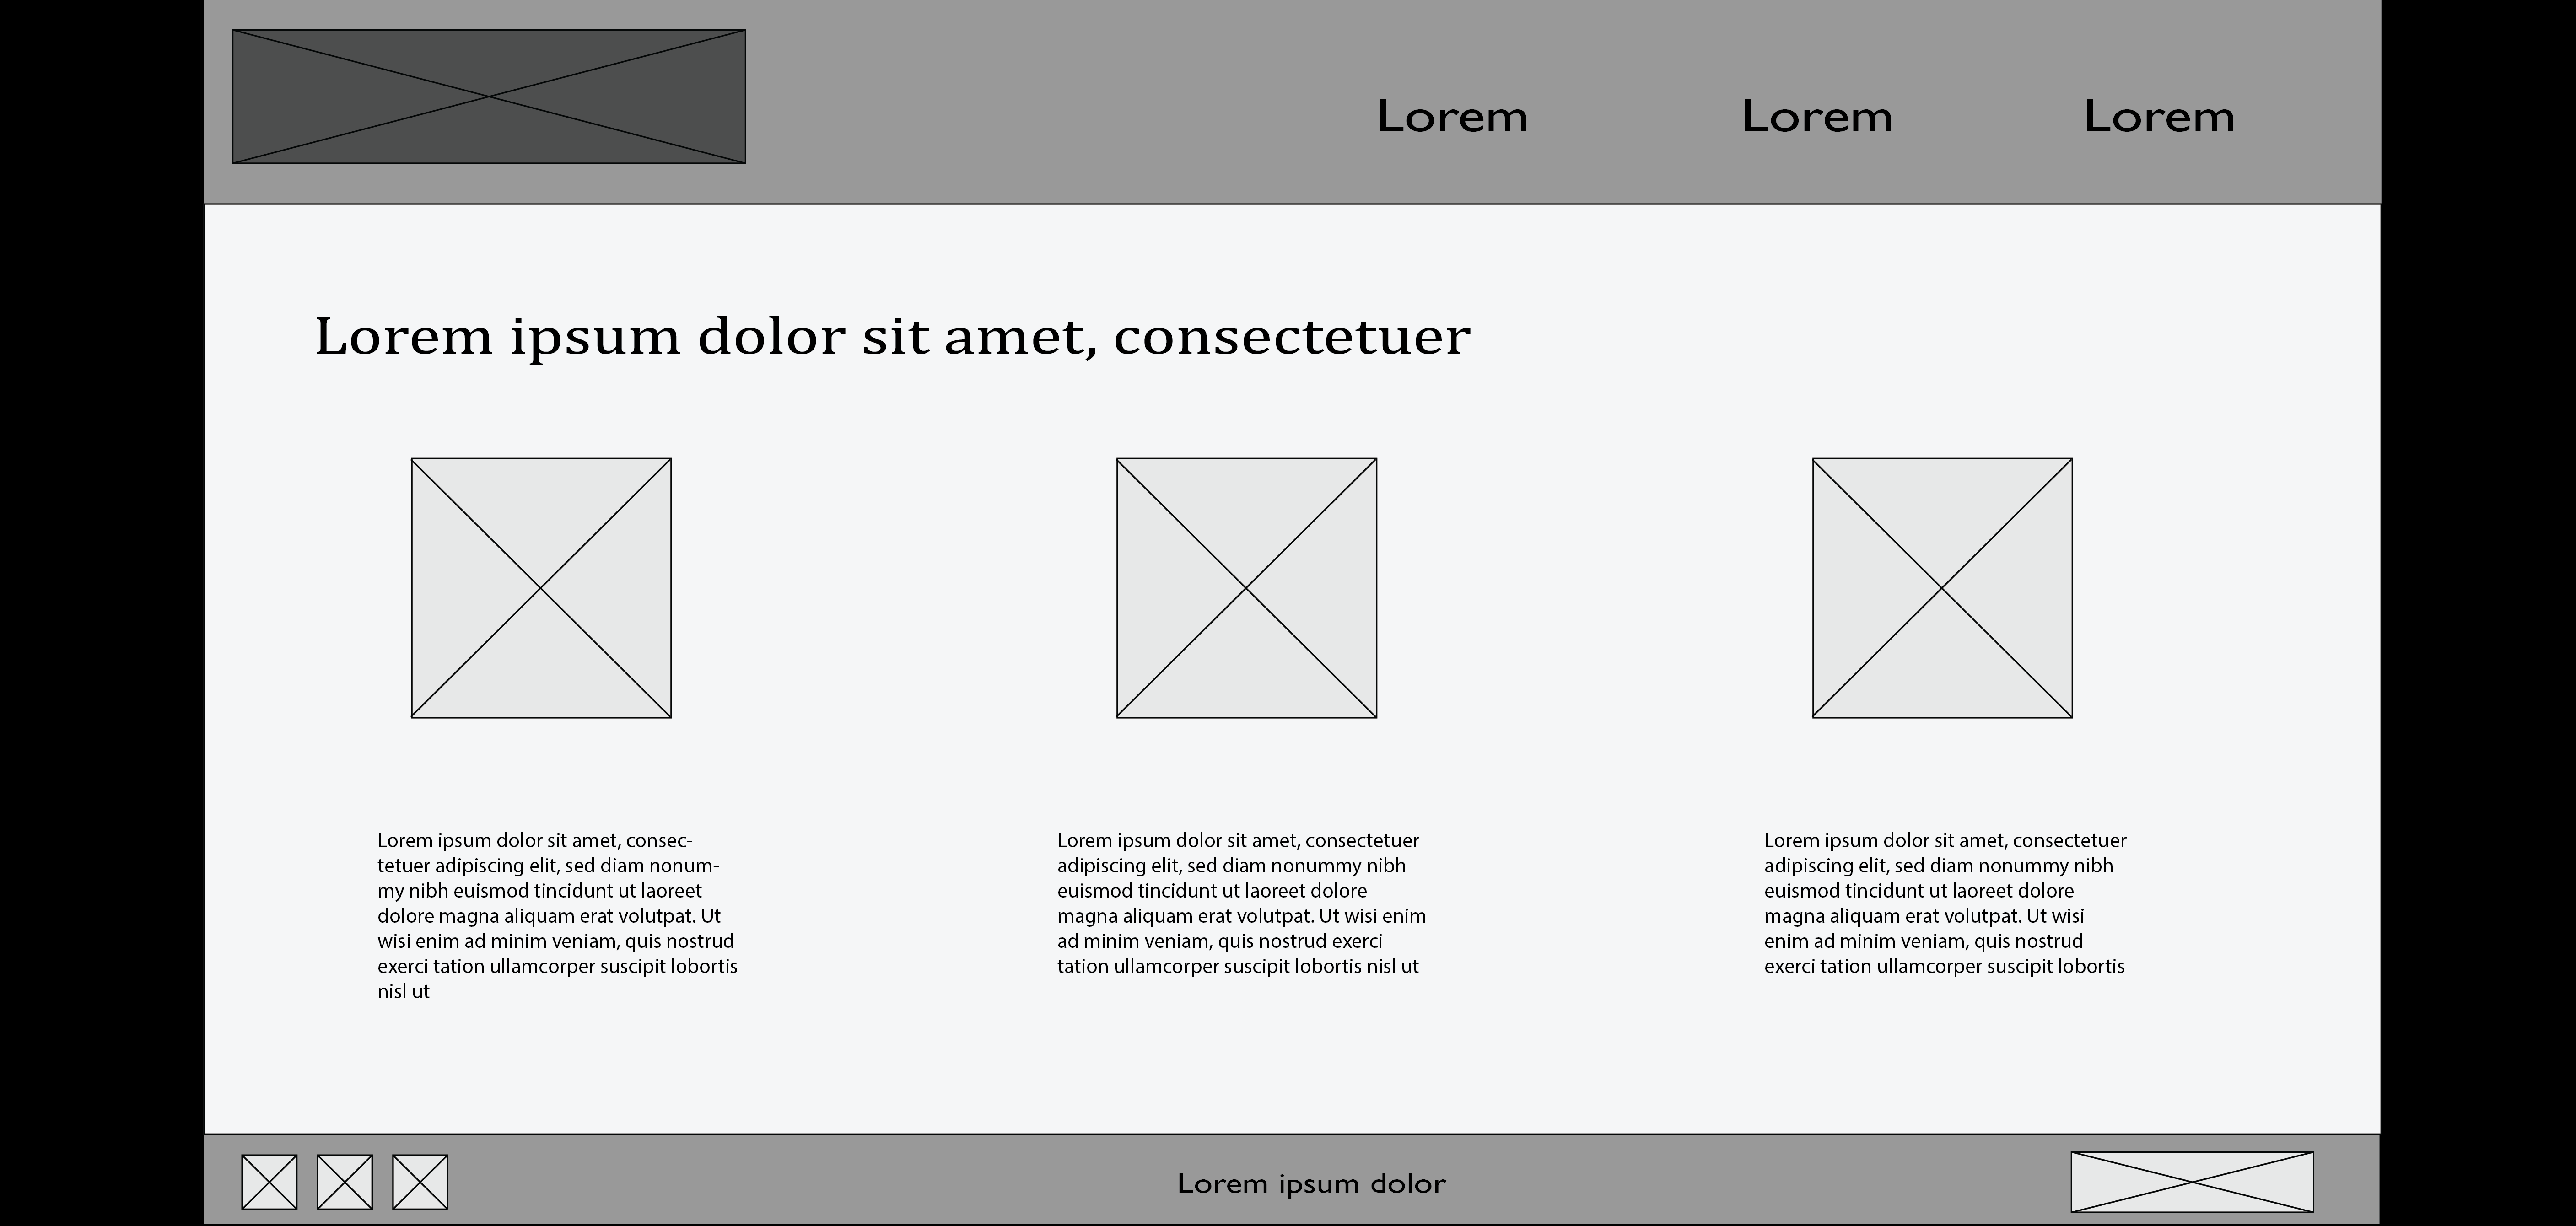 Lorem
Lorem
Lorem
Lorem ipsum dolor sit amet, consectetuer
Lorem ipsum dolor sit amet, consec-
tetuer adipiscing elit, sed diam nonum-
my nibh euismod tincidunt ut laoreet
dolore magna aliquam erat volutpat. Ut
wisi enim ad minim veniam, quis nostrud
exerci tation ullamcorper suscipit lobortis
nisl ut
Lorem ipsum dolor sit amet, consectetuer
adipiscing elit, sed diam nonummy nibh
euismod tincidunt ut laoreet dolore
magna aliquam erat volutpat. Ut wisi enim
ad minim veniam, quis nostrud exerci
tation ullamcorper suscipit lobortis nisl ut
Lorem ipsum dolor sit amet, consectetuer
adipiscing elit, sed diam nonummy nibh
euismod tincidunt ut laoreet dolore
magna aliquam erat volutpat. Ut wisi
enim ad minim veniam, quis nostrud
exerci tation ullamcorper suscipit lobortis
Lorem ipsum dolor